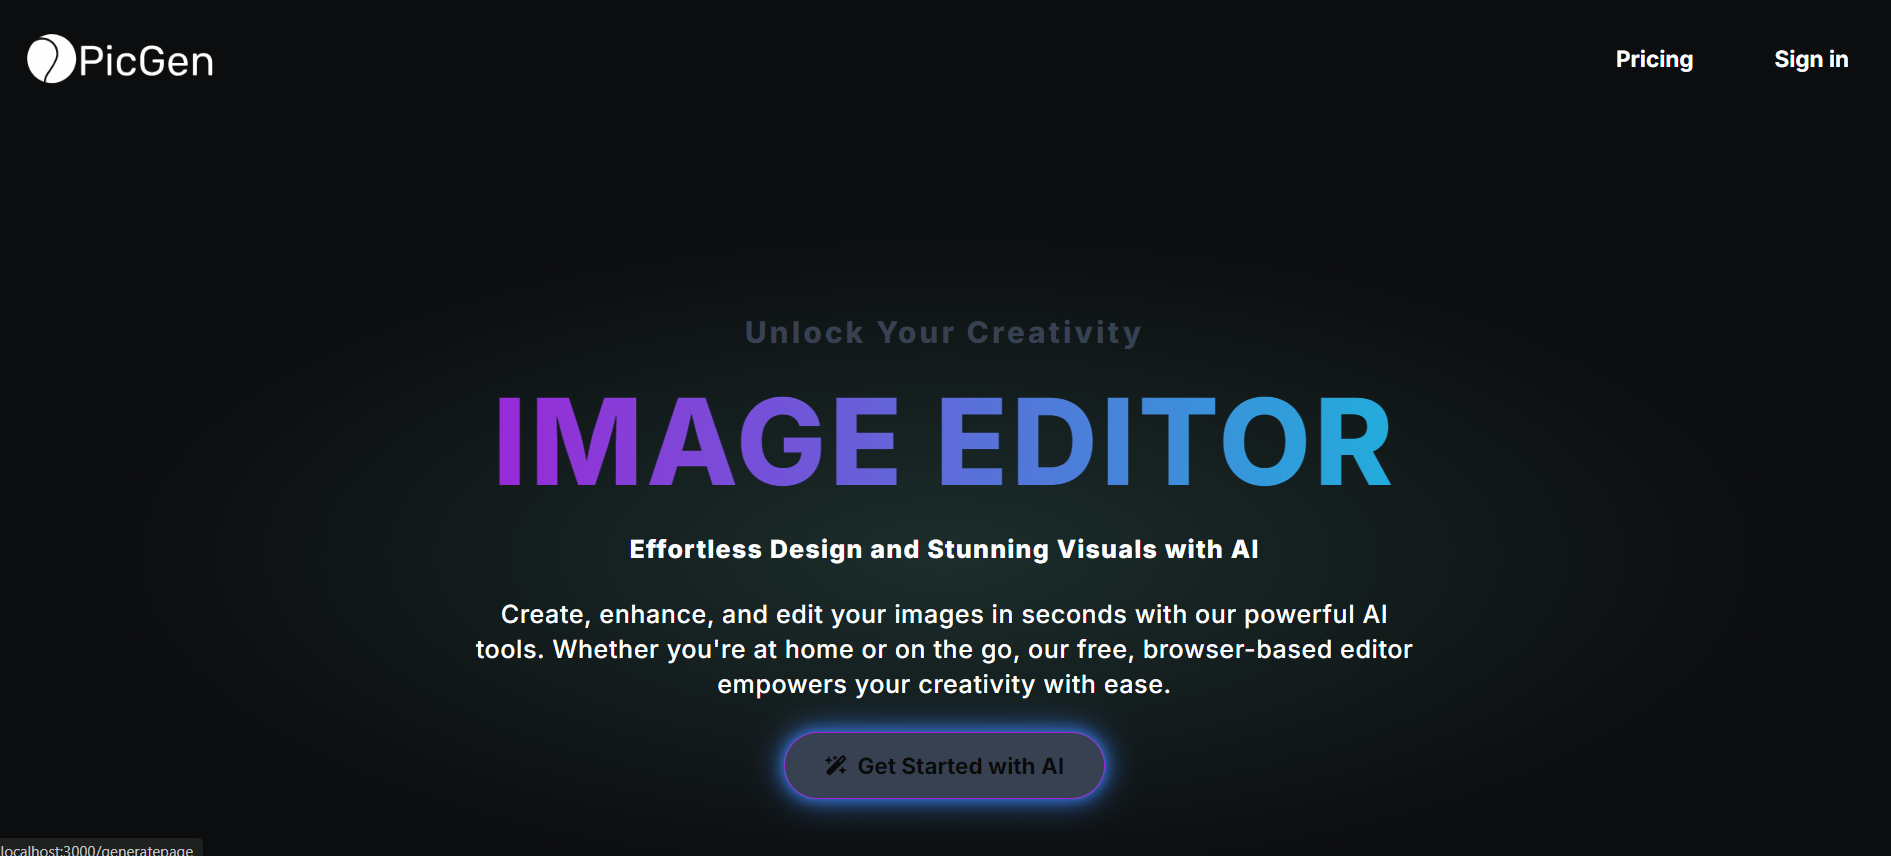 PicGen
Pricing
Sign in
Unlock Your Creativity
IMAGE EDITOR
Effortless Design and Stunning Visuals with AI
Create, enhance, and edit your images in seconds with our powerful AI
tools. Whether you're at home or on the go, our free, browser-based editor
empowers your creativity with ease.
Get Started with AI
localhost:3000/generatepage